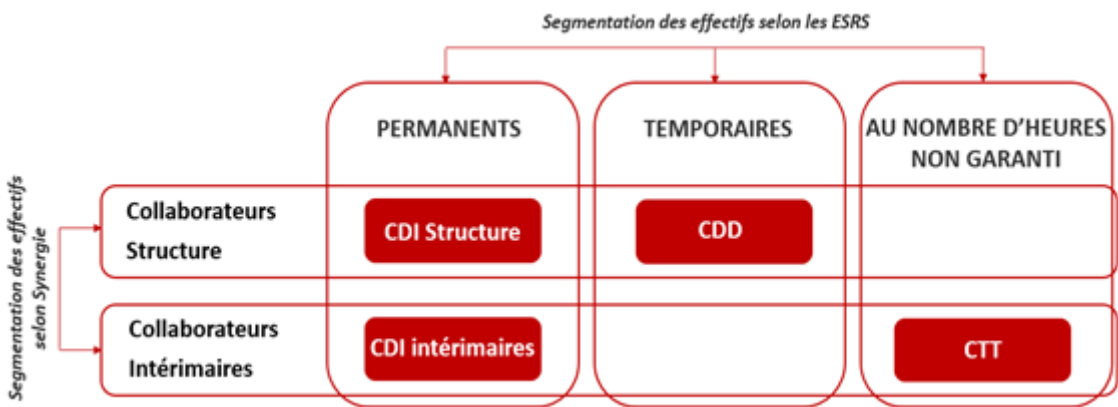 Segmentation des effectifs selon les ESRS
PERMANENTS
TEMPORAIRES
AU NOMBRE D'HEURES
NON GARANTI
Segmentation des effectifs
selon Synergie
Collaborateurs
Structure
CDI Structure
CDD
Collaborateurs
Intérimaires
CDI intérimaires
CTT